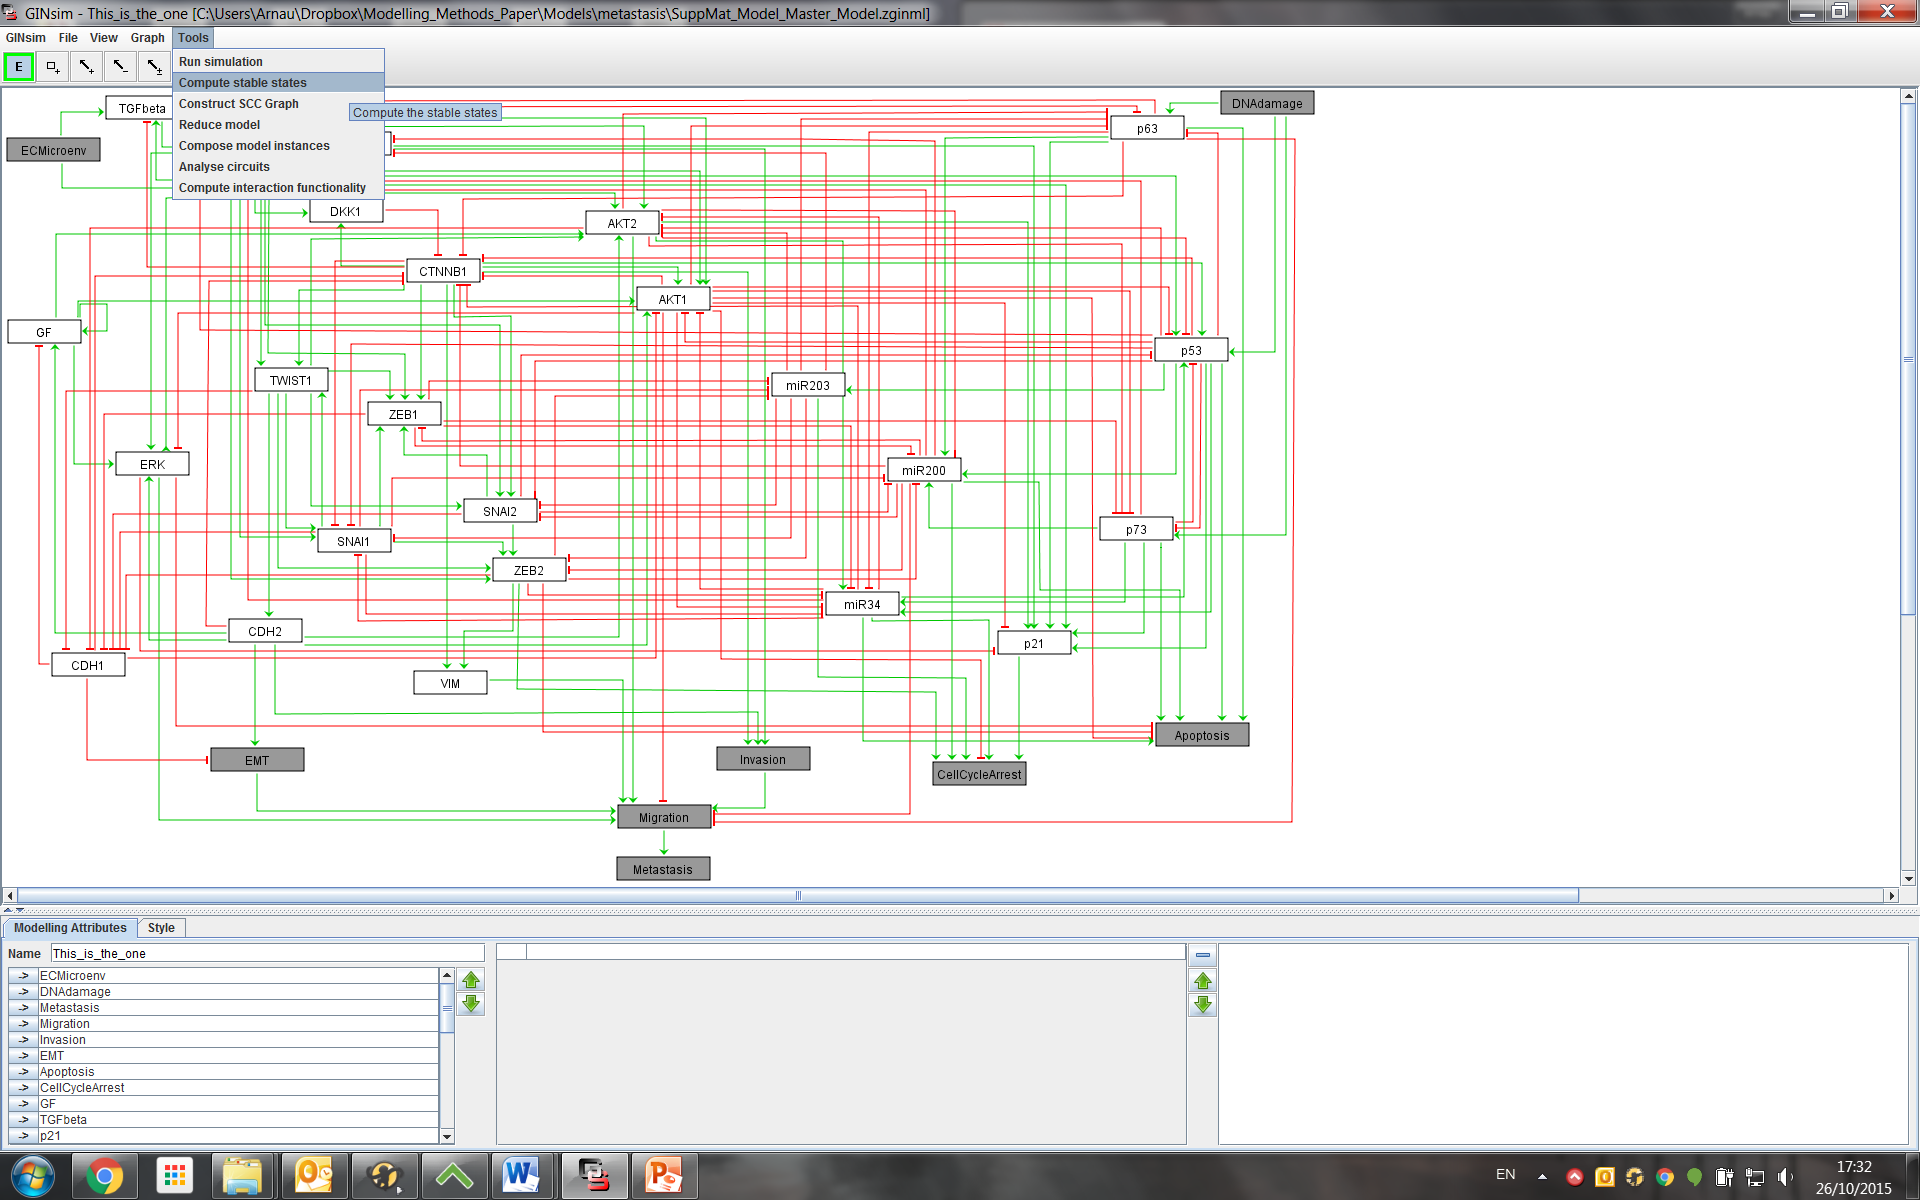 GINsim - This_is_the_one [C:\Users\Arnau\Dropbox\Modelling_Methods_Paper\Models\metastasis\SuppMat_Model_Master_Model.zginml]
GINsim File View Graph Tools
E
Run simulation
Compute stable states
Construct SCC Graph
Reduce model
Compose model instances
Analyse circuits
Compute interaction functionality
Compute the stable states
TGFbeta
DNAdamage
p63
ECMicroenv
DKK1
AKT2
CTNNB1
AKT1
GF
p53
TWIST1
miR203
ZEB1
ERK
miR200
SNAI2
p73
SNAI1
ZEB2
miR34
CDH2
p21
CDH1
VIM
Apoptosis
EMT
Invasion
CellCycleArrest
Migration
Metastasis
Modelling Attributes Style
Name This_is_the_one
-> ECMicroenv
-> DNAdamage
-> Metastasis
-> Migration
-> Invasion
-> EMT
-> Apoptosis
-> CellCycleArrest
-> GF
-> TGFbeta
-> p21
EN
17:32
26/10/2015